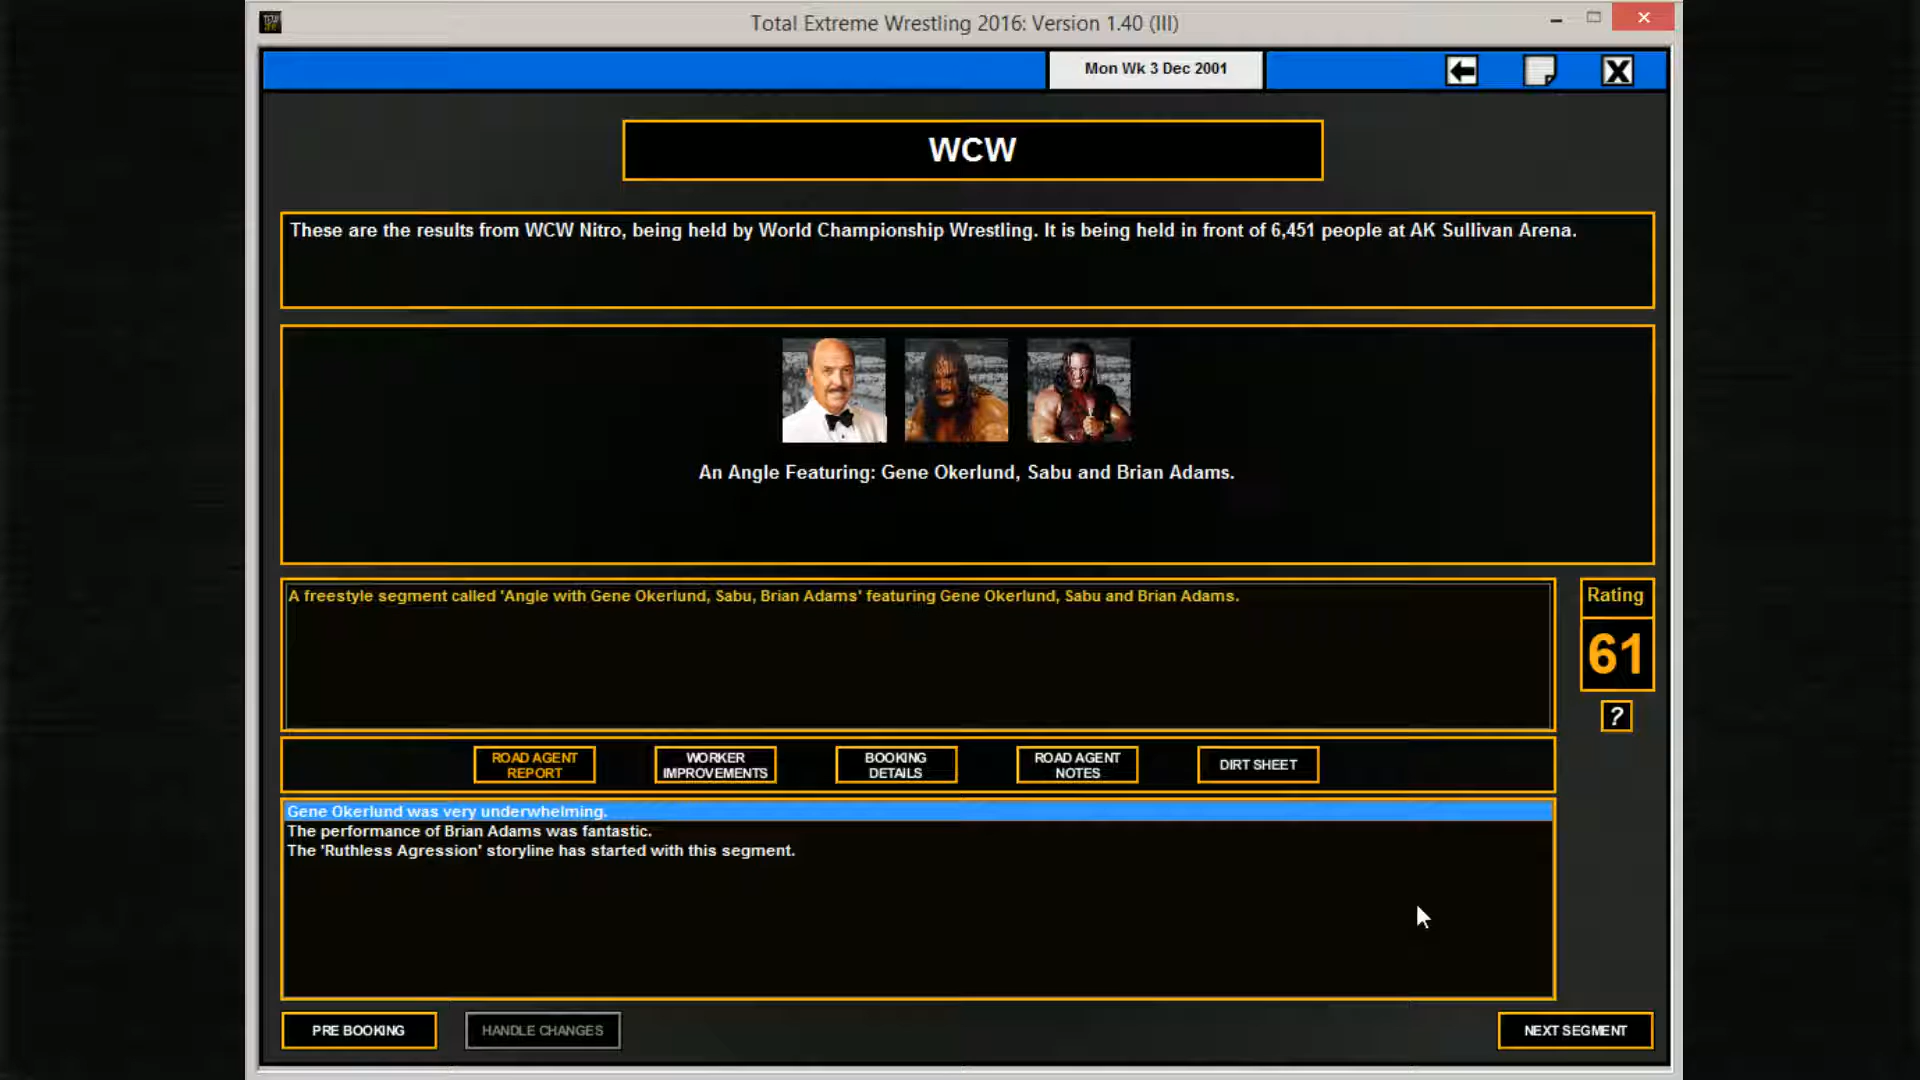 Total Extreme Wrestling 2016: Version 1.40 (III)
Mon Wk 3 Dec 2001
WCW
These are the results from WCW Nitro, being held by World Championship Wrestling. It is being held in front of 6,451 people at AK Sullivan Arena.
An Angle Featuring: Gene Okerlund, Sabu and Brian Adams.
A freestyle segment called 'Angle with Gene Okerlund, Sabu, Brian Adams' featuring Gene Okerlund, Sabu and Brian Adams.
Rating
61
?
ROAD AGENT
REPORT
WORKER
IMPROVEMENTS
BOOKING
DETAILS
ROAD AGENT
NOTES
DIRT SHEET
Gene Okerlund was very underwhelming.
The performance of Brian Adams was fantastic.
The 'Ruthless Agression' storyline has started with this segment.
PRE BOOKING
HANDLE CHANGES
NEXT SEGMENT